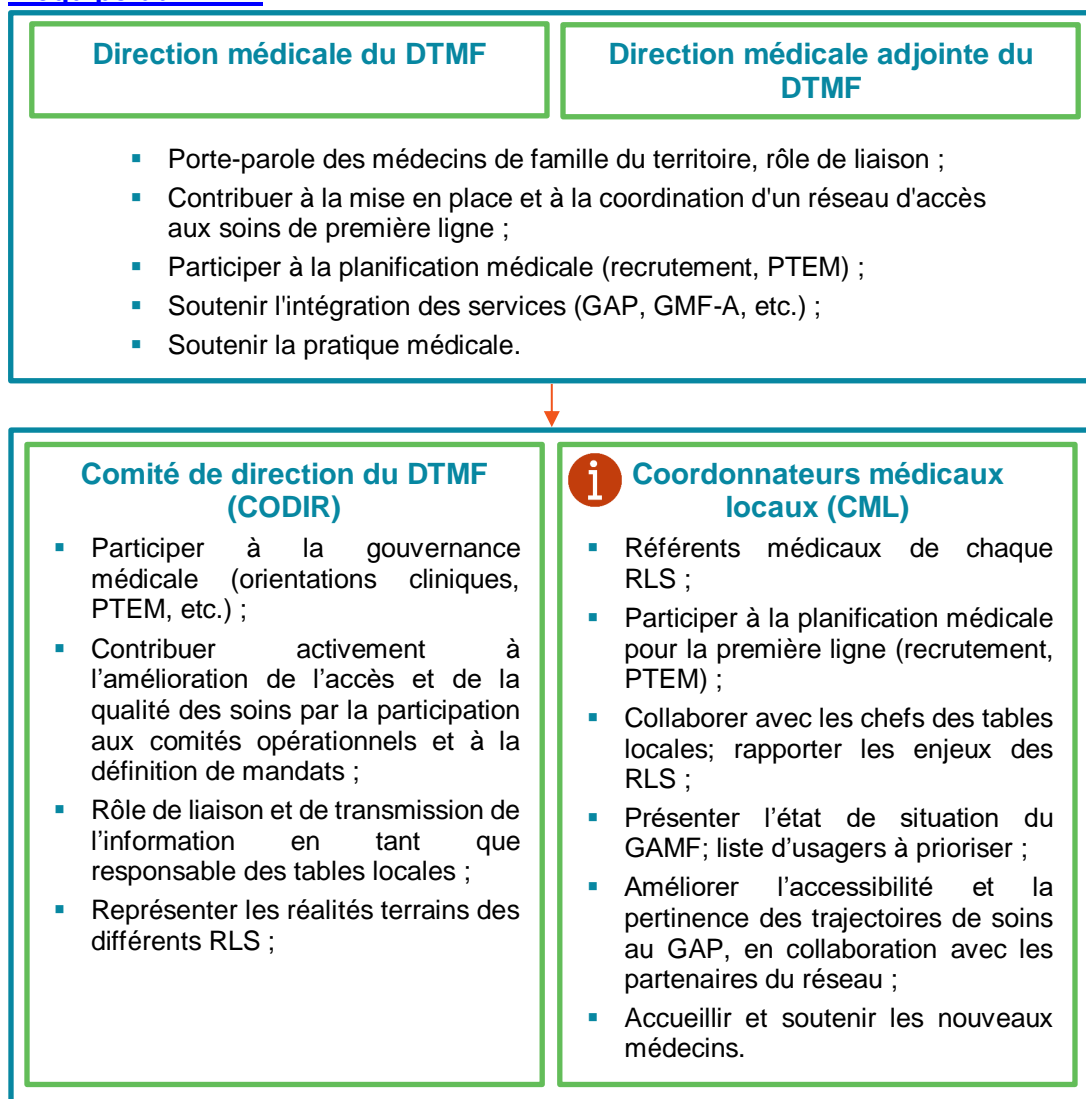 Direction médicale du DTMF
Direction médicale adjointe du
DTMF
▪ Porte-parole des médecins de famille du territoire, rôle de liaison ;
▪ Contribuer à la mise en place et à la coordination d'un réseau d'accès
aux soins de première ligne ;
▪ Participer à la planification médicale (recrutement, PTEM) ;
▪ Soutenir l'intégration des services (GAP, GMF-A, etc.) ;
▪ Soutenir la pratique médicale.
Comité de direction du DTMF
(CODIR)
▪ Participer à la gouvernance
médicale (orientations cliniques,
PTEM, etc.) ;
▪ Contribuer activement à
l’amélioration de l’accès et de la
qualité des soins par la participation
aux comités opérationnels et à la
définition de mandats ;
▪ Rôle de liaison et de transmission de
l’information en tant que
responsable des tables locales ;
▪ Représenter les réalités terrains des
différents RLS ;
Coordonnateurs médicaux
locaux (CML)
▪ Référents médicaux de chaque
RLS ;
▪ Participer à la planification médicale
pour la première ligne (recrutement,
PTEM) ;
▪ Collaborer avec les chefs des tables
locales; rapporter les enjeux des
RLS ;
▪ Présenter l’état de situation du
GAMF; liste d’usagers à prioriser ;
▪ Améliorer l’accessibilité et la
pertinence des trajectoires de soins
au GAP, en collaboration avec les
partenaires du réseau ;
▪ Accueillir et soutenir les nouveaux
médecins.